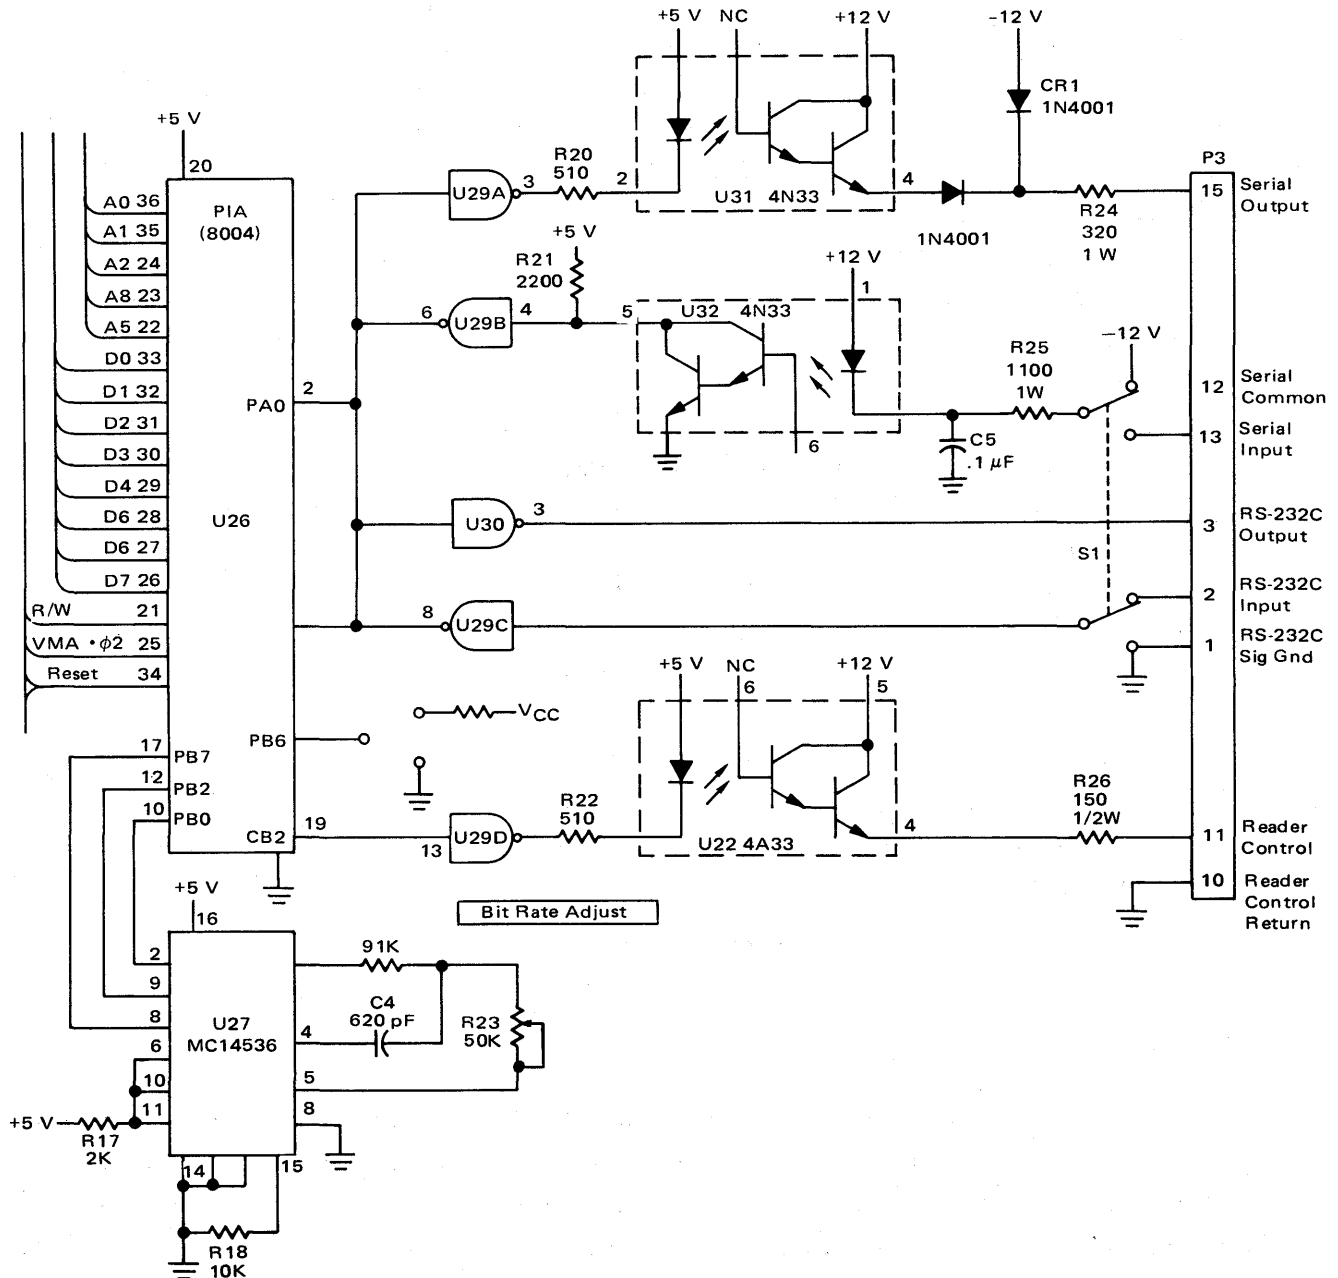 +5 V NC +12 V −12 V
CR1
1N4001
+5 V
20
PIA
(8004)
A0 36
A1 35
A2 24
A8 23
A5 22
D0 33
D1 32
D2 31
D3 30
D4 29
D6 28
D6 27
D7 26
R/W 21
VMA • φ2 25
Reset 34
17 PB7
12 PB2
10 PB0
PA0 2
U26
PB6
CB2 19
U29A 3
R20
510
2
U31 4N33
4
1N4001
R24
320
1 W
P3
15 Serial
Output
+5 V
R21
2200
6 U29B 4
5 U32 4N33
+12 V
1
6
C5
.1 μF
R25
1100
1W
−12 V
12 Serial
Common
13 Serial
Input
U30 3
3 RS-232C
Output
S1
8 U29C
2 RS-232C
Input
1 RS-232C
Sig Gnd
VCC
+5 V NC +12 V
6 5
13 U29D
R22
510
U22 4A33
4
R26
150
1/2W
11 Reader
Control
10 Reader
Control
Return
Bit Rate Adjust
+5 V
16
2
9
8
6
10
11
U27
MC14536
91K
C4
620 pF
4
R23
50K
5
8
+5 V
R17
2K
14
15
R18
10K